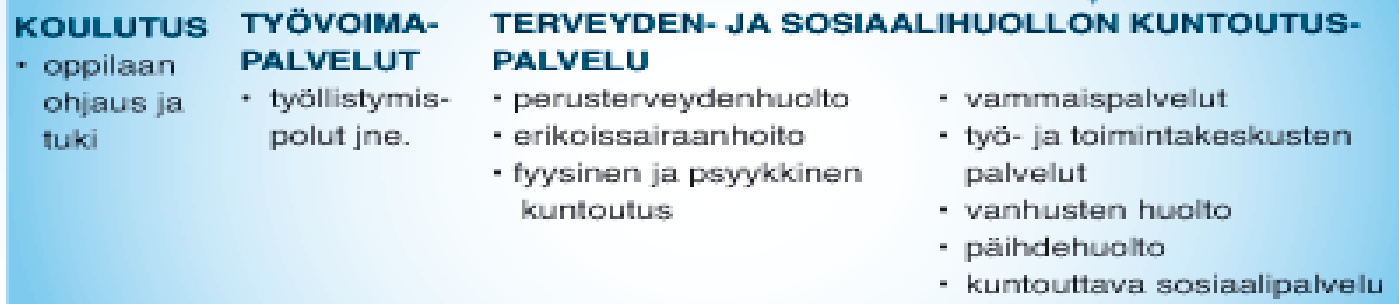 KOULUTUS
• oppilaan
ohjaus ja
tuki
TYÖVOIMA-
PALVELUT
• työllistymis-
polut jne.
TERVEYDEN- JA SOSIAALIHUOLLON KUNTOUTUS-
PALVELU
• perusterveydenhuolto
• erikoissairaanhoito
• fyysinen ja psyykkinen
kuntoutus
• vammaispalvelut
• työ- ja toimintakeskusten
palvelut
• vanhusten huolto
• päihdehuolto
• kuntouttava sosiaalipalvelu